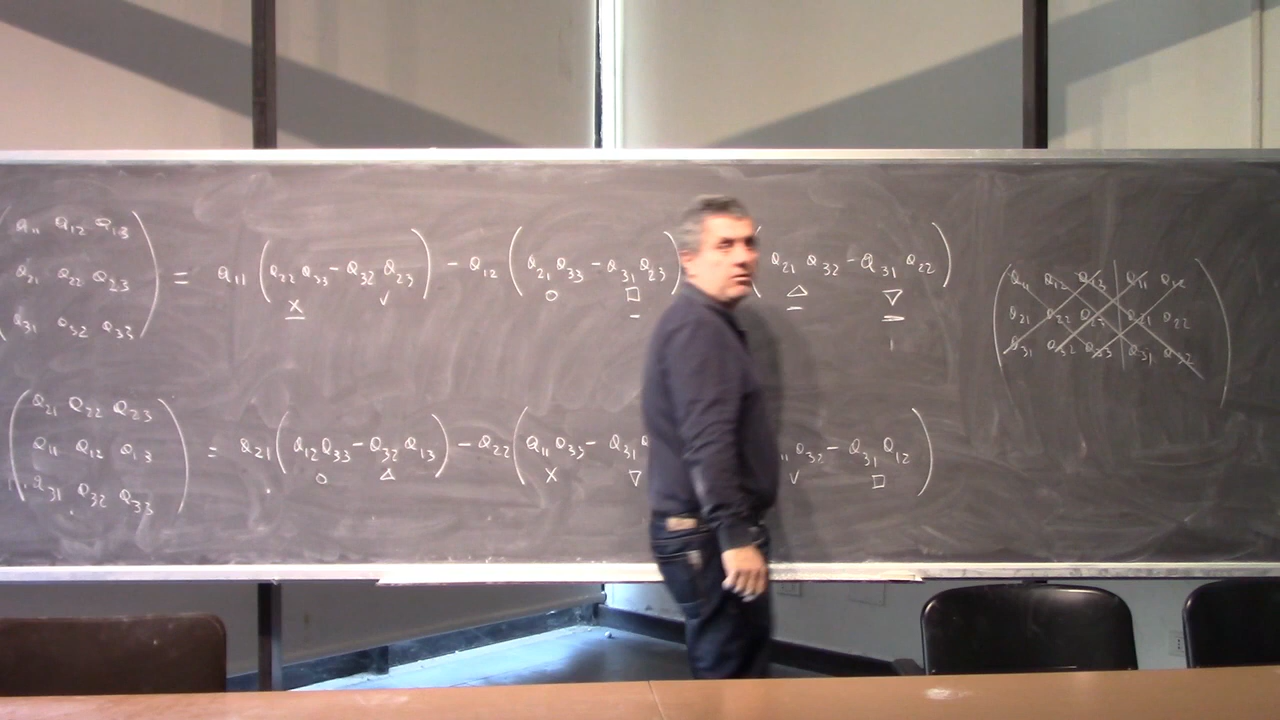 a₁₁ a₁₂ a₁₃
a₂₁ a₂₂ a₂₃ = a₁₁ (a₂₂ a₃₃ - a₃₂ a₂₃) - a₁₂ (a₂₁ a₃₃ - a₃₁ a₂₃) (a₂₁ a₃₂ - a₃₁ a₂₂)
a₃₁ a₃₂ a₃₃
x ✓ ○ □ △ ▽
a₁₁ a₁₂ a₁₃ | a₁₁ a₁₂
a₂₁ a₂₂ a₂₃ | a₂₁ a₂₂
a₃₁ a₃₂ a₃₃ | a₃₁ a₃₂
a₂₁ a₂₂ a₂₃
a₁₁ a₁₂ a₁₃ = a₂₁ (a₁₂ a₃₃ - a₃₂ a₁₃) - a₂₂ (a₁₁ a₃₃ - a₃₁ ₁₁ a₃₂ - a₃₁ a₁₂)
a₃₁ a₃₂ a₃₃
○ △ x ▽ ✓ □